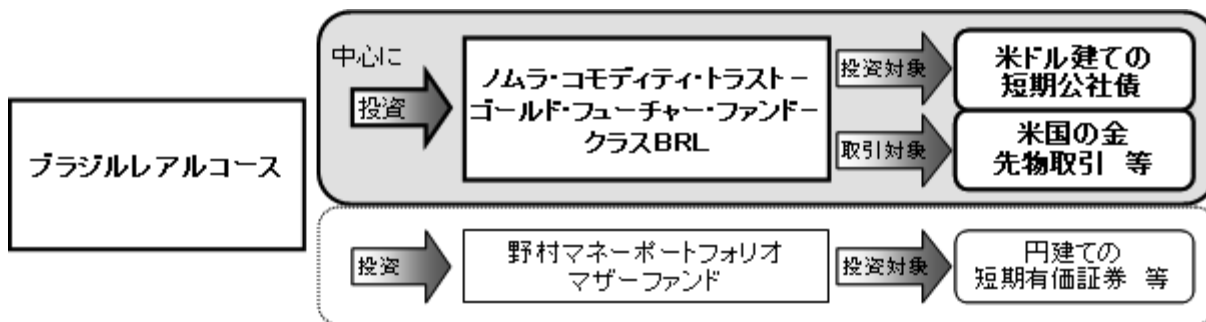 ブラジルレアルコース
中心に
投資
ノムラ・コモディティ・トラスト－
ゴールド・フューチャー・ファンド－
クラスBRL
投資対象
米ドル建ての
短期公社債
取引対象
米国の金
先物取引 等
投資
野村マネーポートフォリオ
マザーファンド
投資対象
円建ての
短期有価証券 等